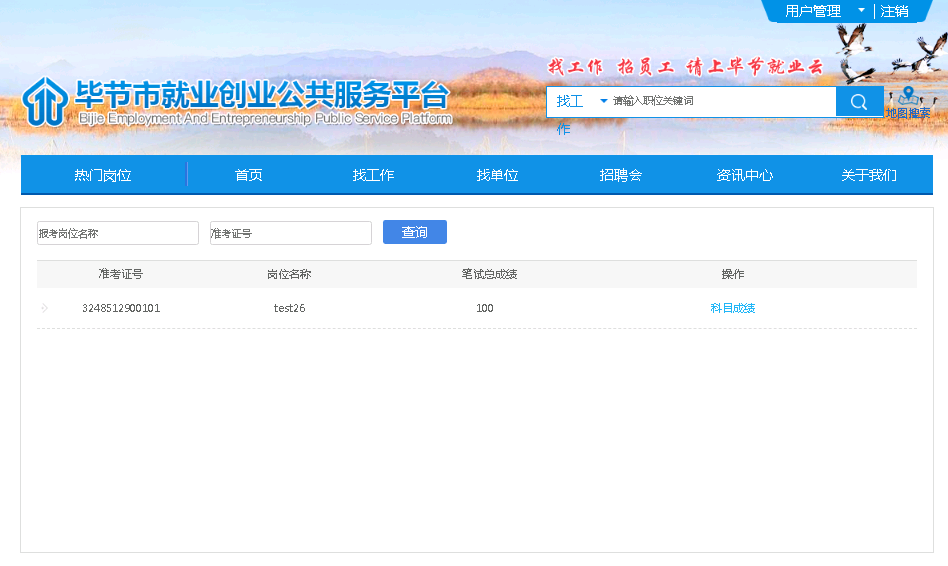 用户管理 注销
找工作 招员工 请上毕节就业云
毕节市就业创业公共服务平台
Bijie Employment And Entrepreneurship Public Service Platform
找工作 请输入职位关键词
地图搜索
热门岗位 首页 找工作 找单位 招聘会 资讯中心 关于我们
报考岗位名称 准考证号 查询
准考证号 岗位名称 笔试总成绩 操作
3248512900101 test26 100 科目成绩